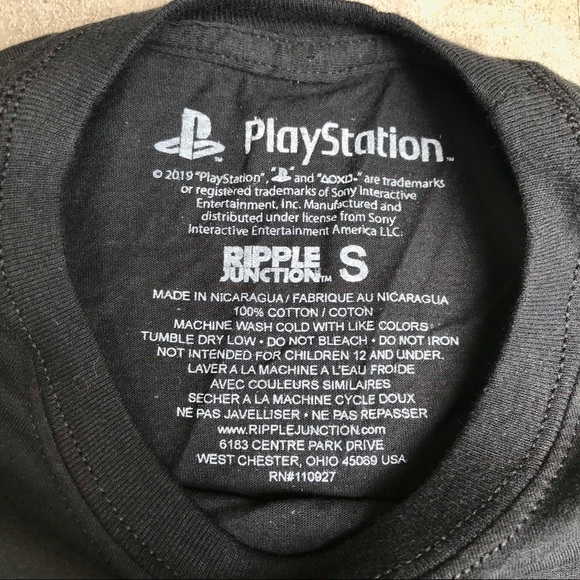 PlayStation™
© 2019 "PlayStation", "PS" and "△○✕□" are trademarks
or registered trademarks of Sony Interactive
Entertainment, Inc. Manufactured and
distributed under license from Sony
Interactive Entertainment America LLC.
RIPPLE JUNCTION™ S
MADE IN NICARAGUA / FABRIQUE AU NICARAGUA
100% COTTON / COTON
MACHINE WASH COLD WITH LIKE COLORS
TUMBLE DRY LOW • DO NOT BLEACH • DO NOT IRON
NOT INTENDED FOR CHILDREN 12 AND UNDER.
LAVER A LA MACHINE A L'EAU FROIDE
AVEC COULEURS SIMILAIRES
SECHER A LA MACHINE CYCLE DOUX
NE PAS JAVELLISER • NE PAS REPASSER
www.RIPPLEJUNCTION.com
6183 CENTRE PARK DRIVE
WEST CHESTER, OHIO 45069 USA
RN#110927